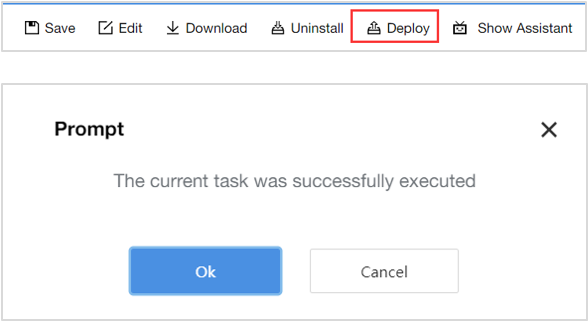 Save Edit Download Uninstall Deploy Show Assistant
Prompt
The current task was successfully executed
Ok Cancel